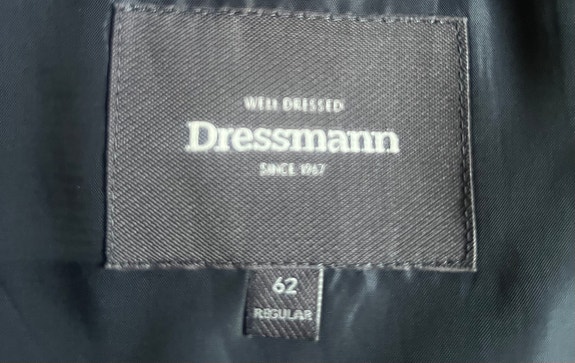 WELL DRESSED
Dressmann
SINCE 1967
62
REGULAR